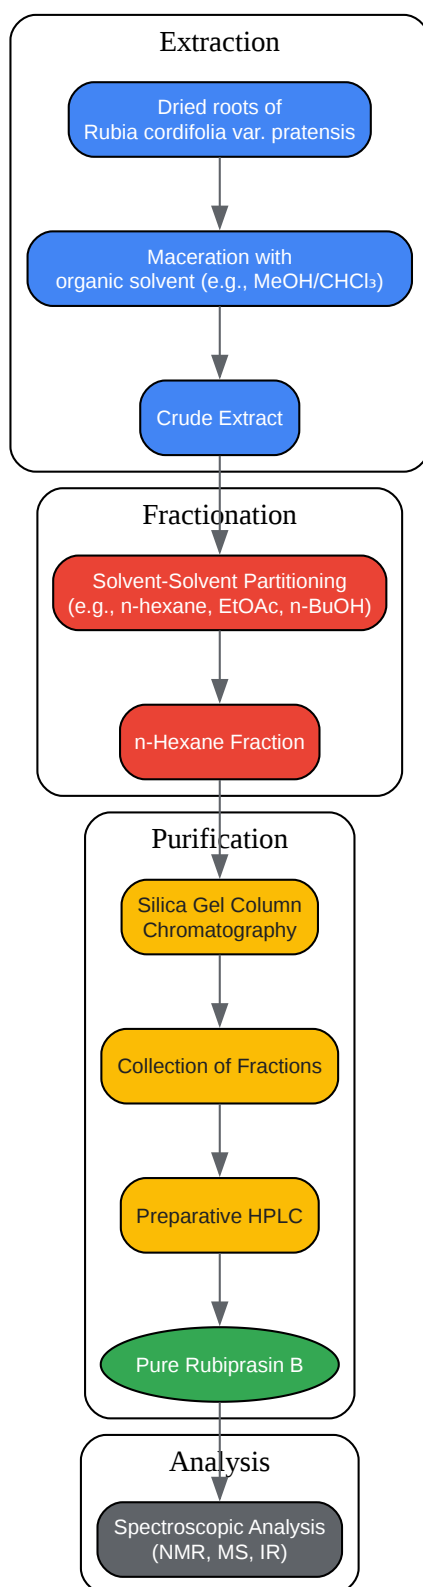 Extraction
Dried roots of
Rubia cordifolia var. pratensis
Maceration with
organic solvent (e.g., MeOH/CHCl₃)
Crude Extract
Fractionation
Solvent-Solvent Partitioning
(e.g., n-hexane, EtOAc, n-BuOH)
n-Hexane Fraction
Purification
Silica Gel Column
Chromatography
Collection of Fractions
Preparative HPLC
Pure Rubiprasin B
Analysis
Spectroscopic Analysis
(NMR, MS, IR)